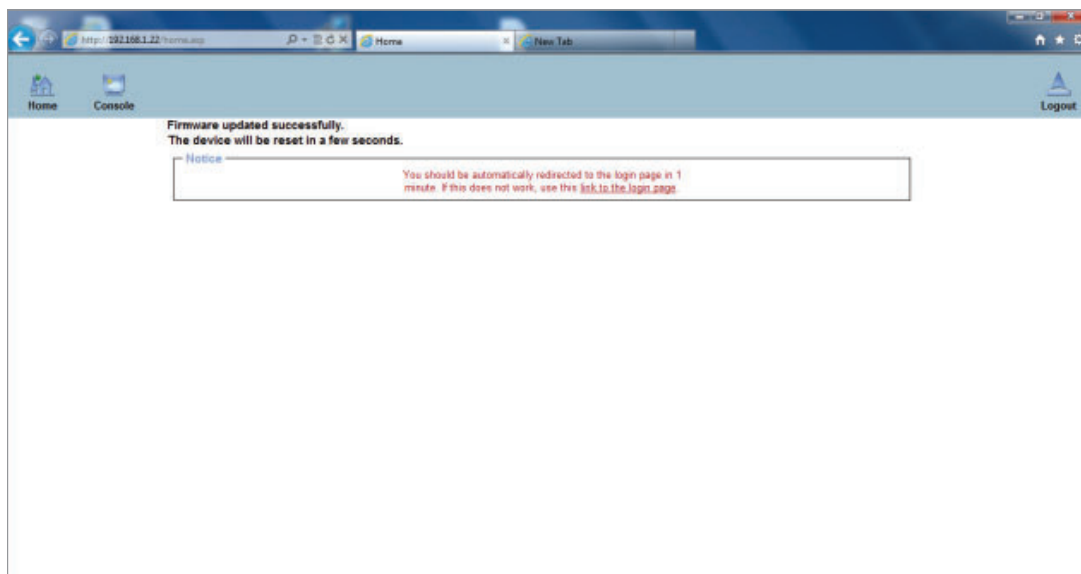 http://192.168.1.22/home.asp
Home
New Tab
Home
Console
Logout
Firmware updated successfully.
The device will be reset in a few seconds.
Notice
You should be automatically redirected to the login page in 1
minute. If this does not work, use this link to the login page.